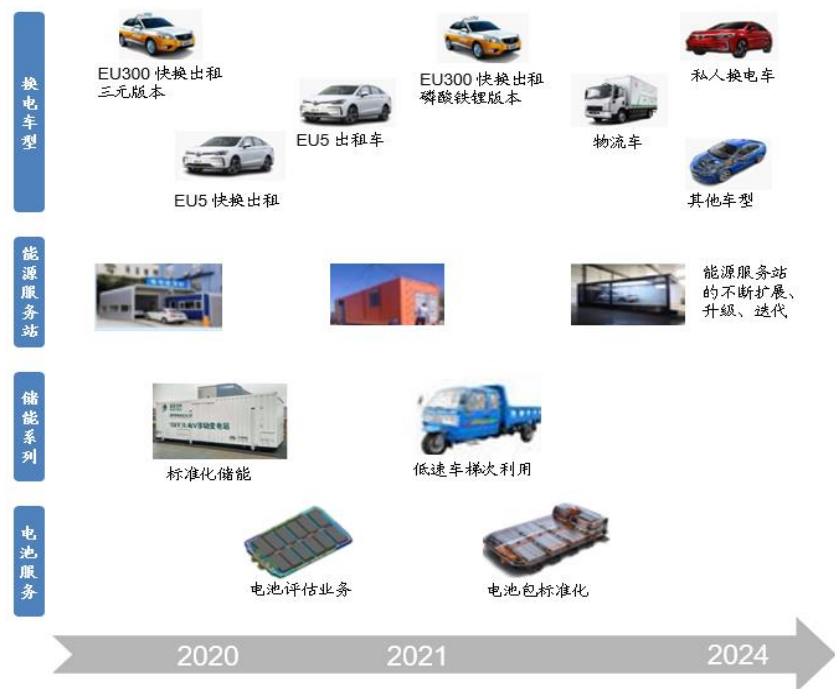 换电车型
EU300 快换出租
三元版本
EU5 快换出租
EU5 出租车
EU300 快换出租
磷酸铁锂版本
物流车
私人换电车
其他车型
能源服务站
能源服务站
的不断扩展、
升级、迭代
储能系列
标准化储能
低速车梯次利用
电池服务
电池评估业务
电池包标准化
2020
2021
2024